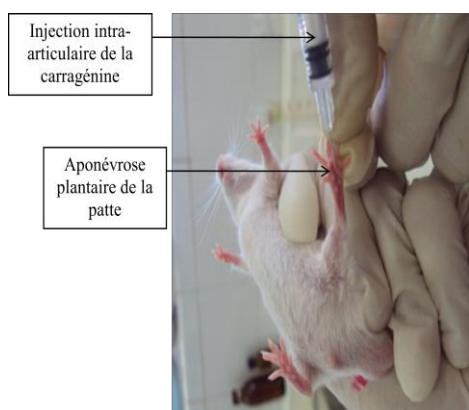 Injection intra-
articulaire de la
carragénine
Aponévrose
plantaire de la
patte